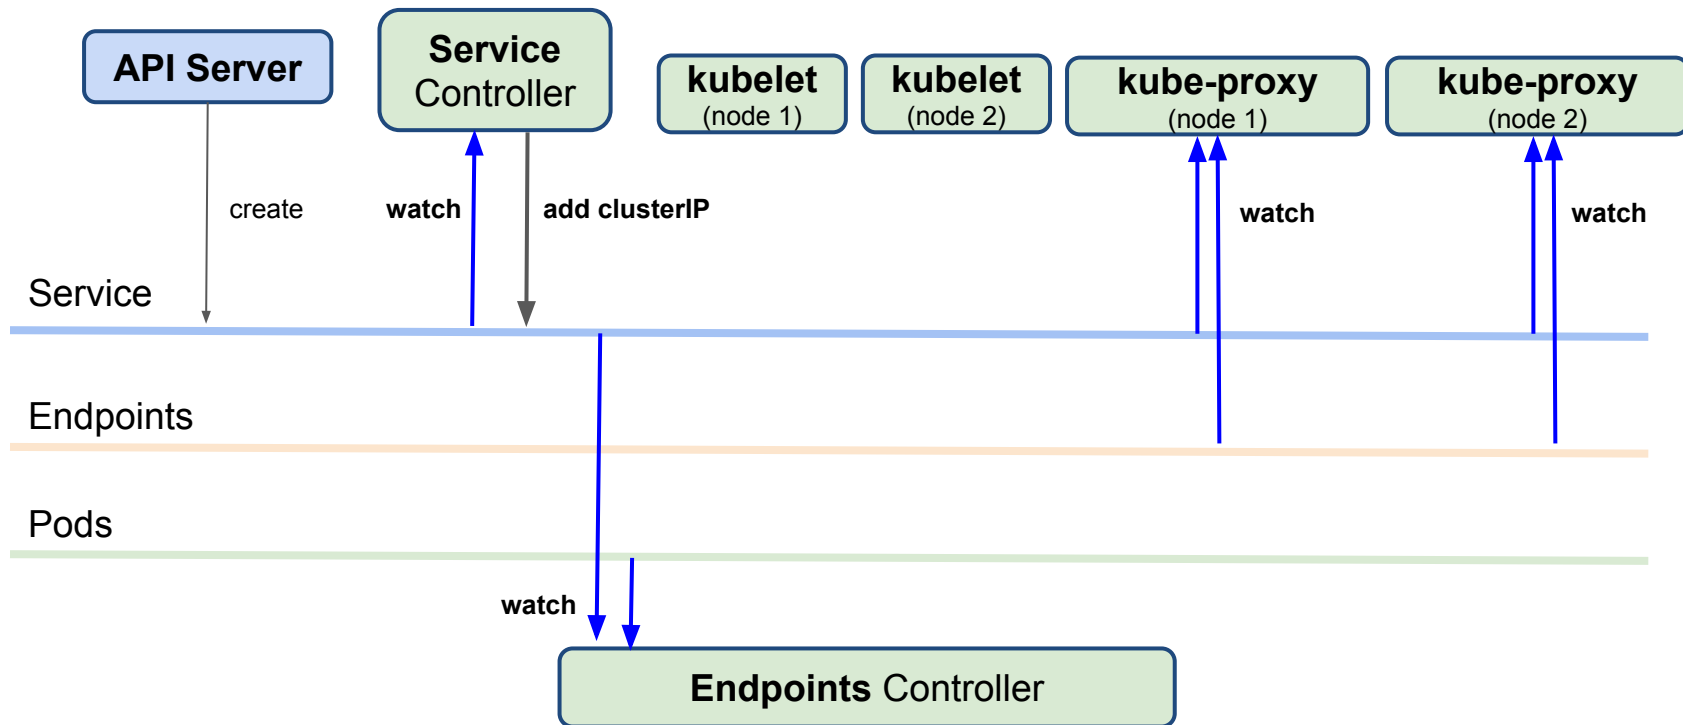 API Server
Service
Controller
kubelet
(node 1)
kubelet
(node 2)
kube-proxy
(node 1)
kube-proxy
(node 2)
create
watch
add clusterIP
watch
watch
Service
Endpoints
Pods
watch
Endpoints Controller